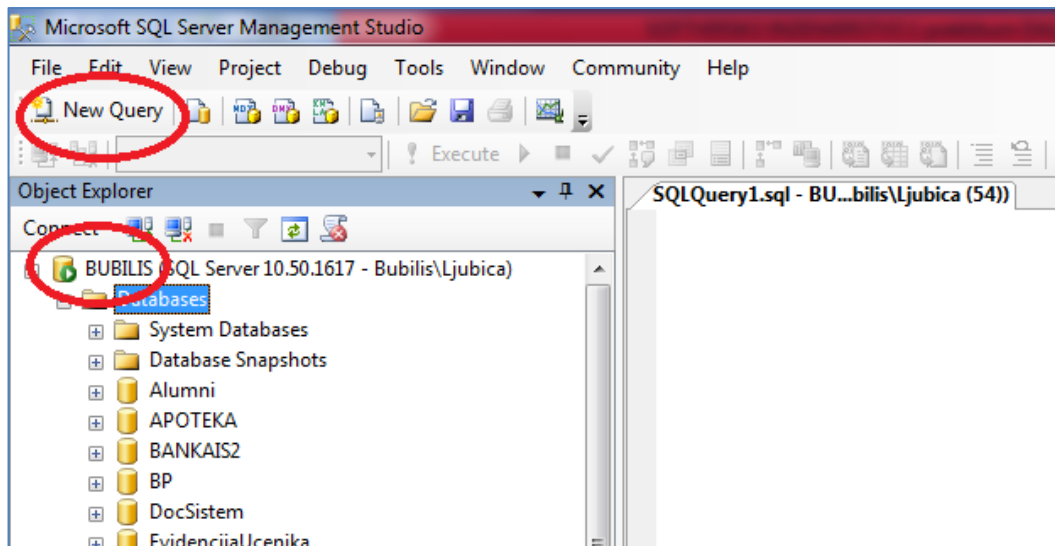 Microsoft SQL Server Management Studio
File Edit View Project Debug Tools Window Community Help
New Query
Execute
Object Explorer
SQLQuery1.sql - BU...bilis\Ljubica (54))
Connect
BUBILIS (SQL Server 10.50.1617 - Bubilis\Ljubica)
Databases
System Databases
Database Snapshots
Alumni
APOTEKA
BANKAIS2
BP
DocSistem
EvidencijaUcenika